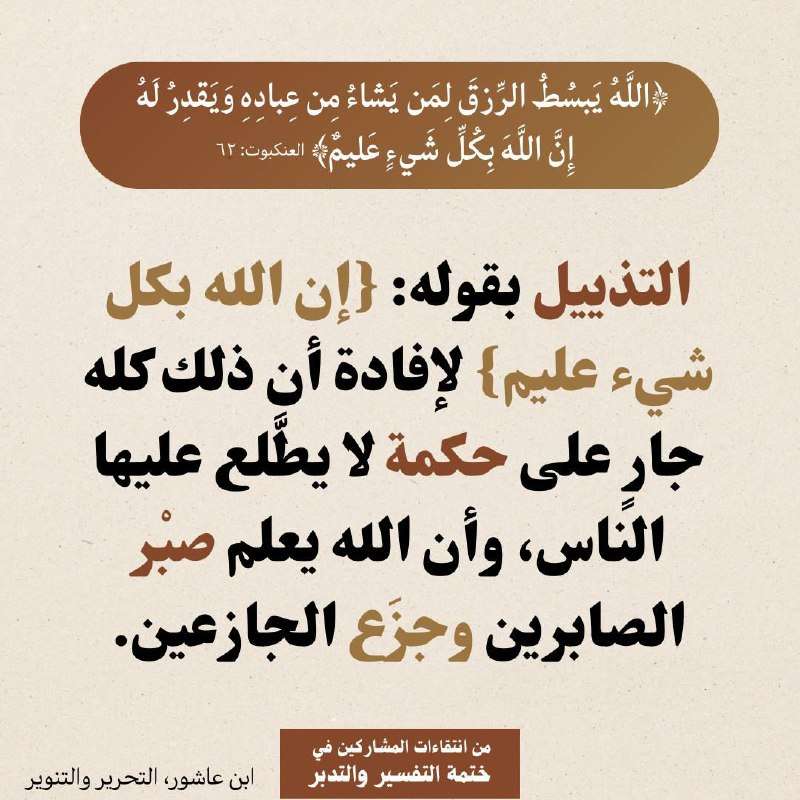 ﴿اللَّهُ يَبسُطُ الرِّزقَ لِمَن يَشاءُ مِن عِبادِهِ وَيَقدِرُ لَهُ
إِنَّ اللَّهَ بِكُلِّ شَيءٍ عَليمٌ﴾ العنكبوت: ٦٢
التذييل بقوله: {إن الله بكل
شيء عليم} لإفادة أن ذلك كله
جارٍ على حكمة لا يطَّلع عليها
الناس، وأن الله يعلم صبْر
الصابرين وجزَع الجازعين.
من انتقاءات المشاركين في
ختمة التفسير والتدبر
ابن عاشور، التحرير والتنوير